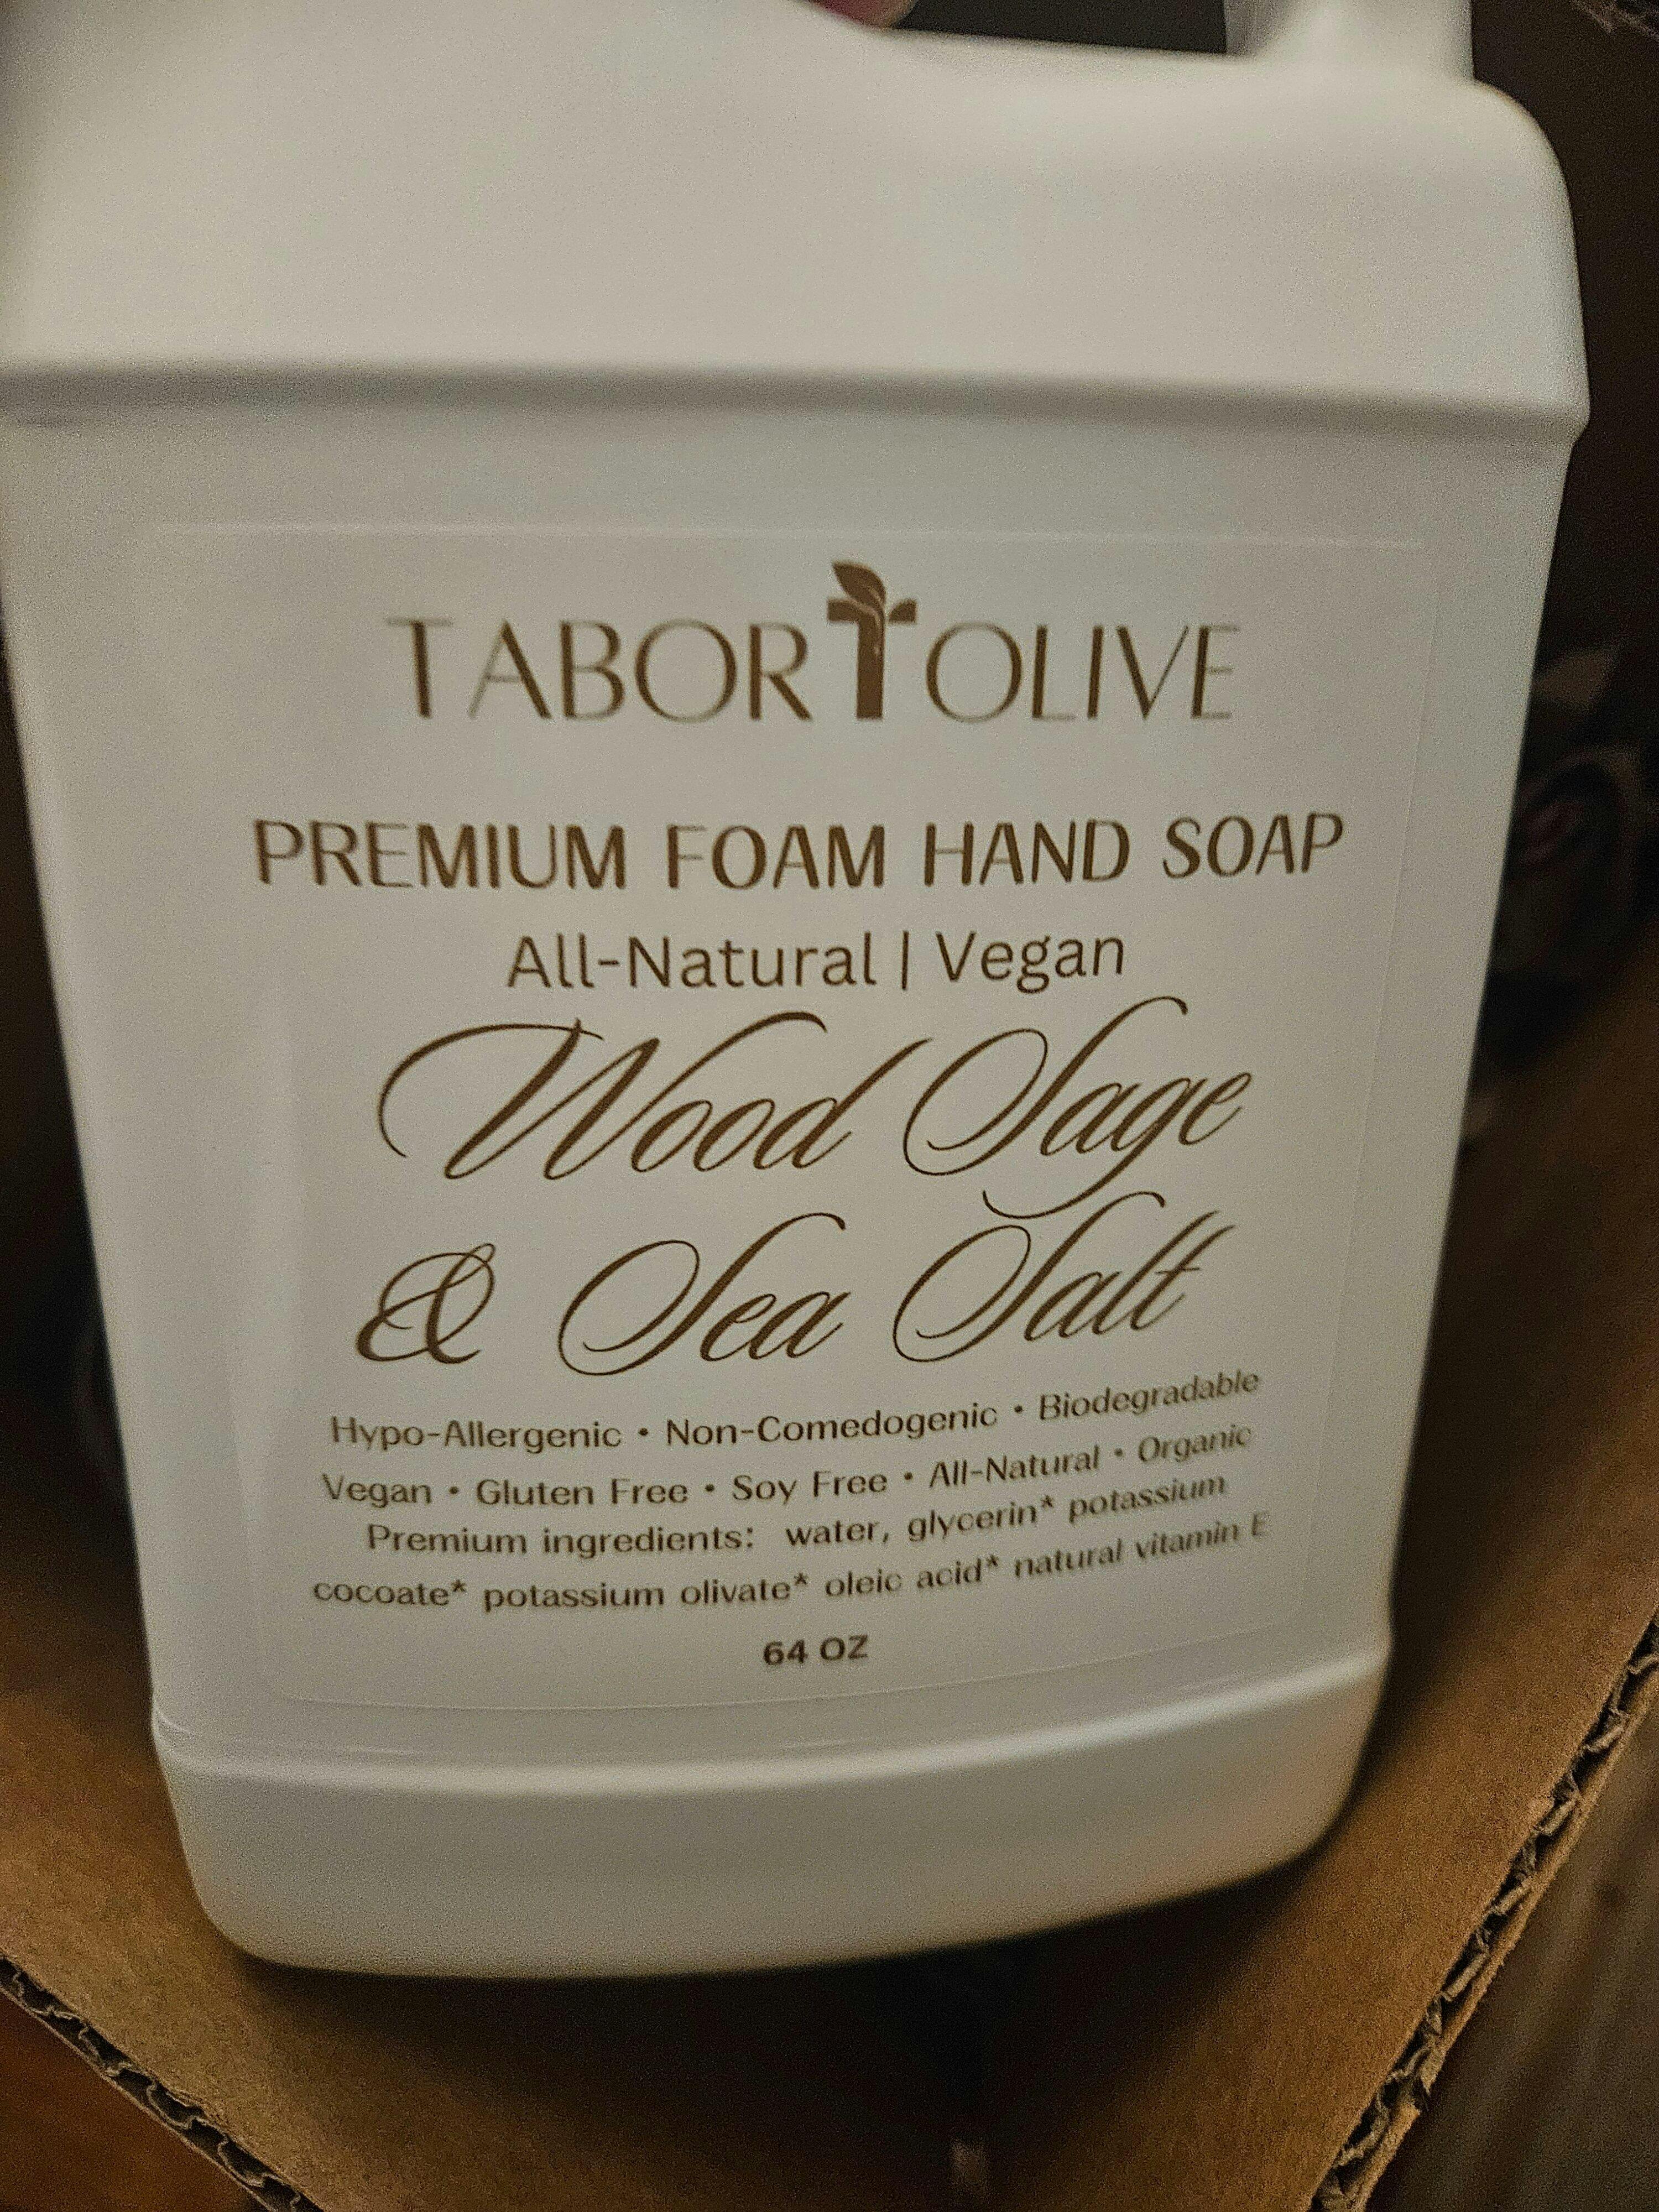 TABOR OLIVE
PREMIUM FOAM HAND SOAP
All-Natural | Vegan
Wood Sage
& Sea Salt
Hypo-Allergenic • Non-Comedogenic • Biodegradable
Vegan • Gluten Free • Soy Free • All-Natural • Organic
Premium ingredients: water, glycerin* potassium
cocoate* potassium olivate* oleic acid* natural vitamin E
64 OZ